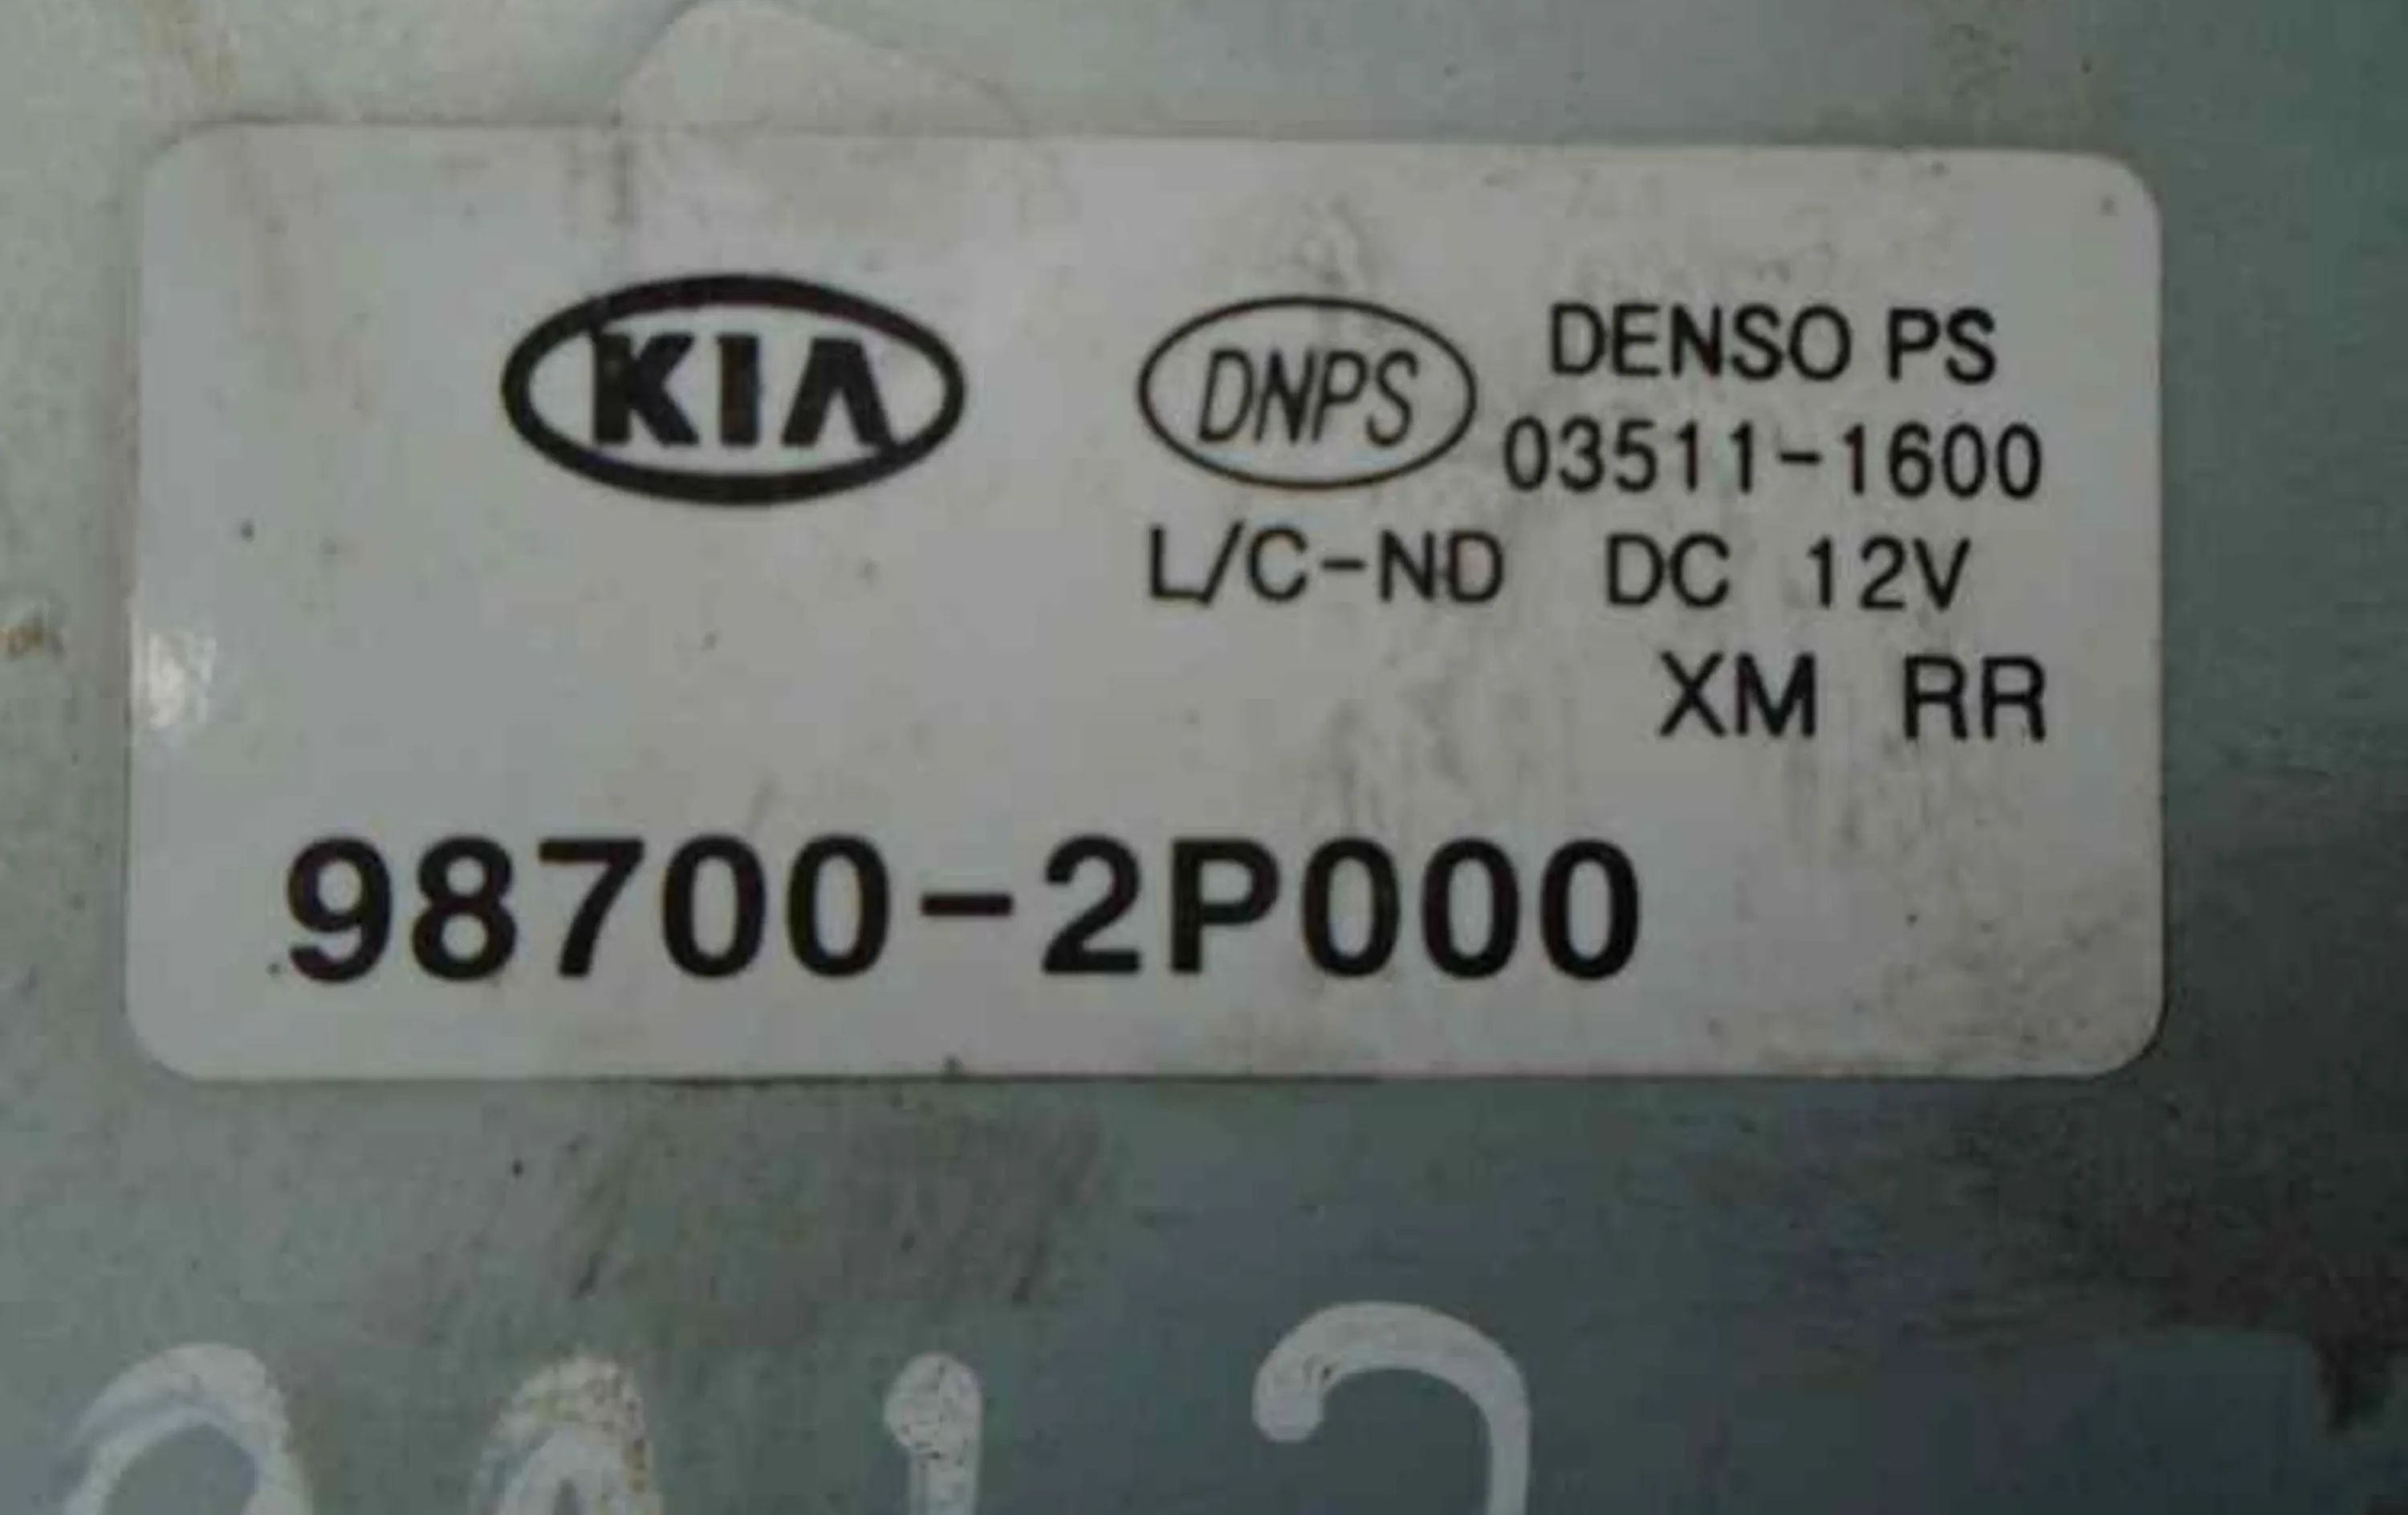 KIA
DNPS
DENSO PS
03511-1600
L/C-ND DC 12V
XM RR
98700-2P000